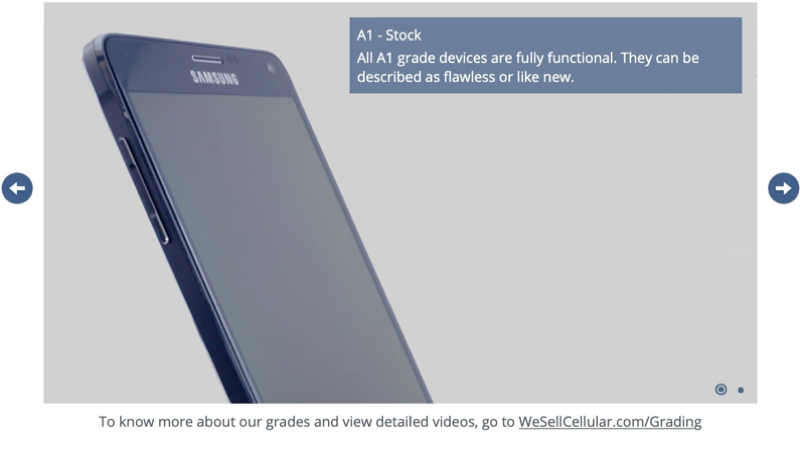 A1 - Stock
All A1 grade devices are fully functional. They can be
described as flawless or like new.
SAMSUNG
To know more about our grades and view detailed videos, go to WeSellCellular.com/Grading